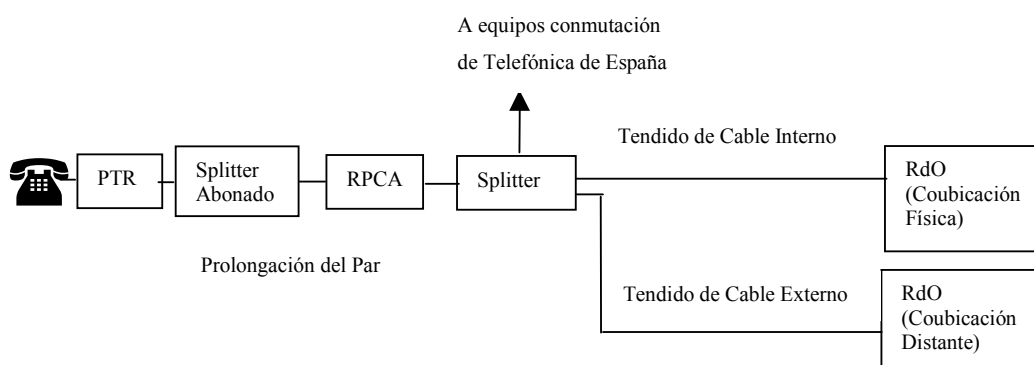 A equipos conmutación
de Telefónica de España
Tendido de Cable Interno
PTR
Splitter
Abonado
RPCA
Splitter
RdO
(Coubicación
Física)
Prolongación del Par
Tendido de Cable Externo
RdO
(Coubicación
Distante)